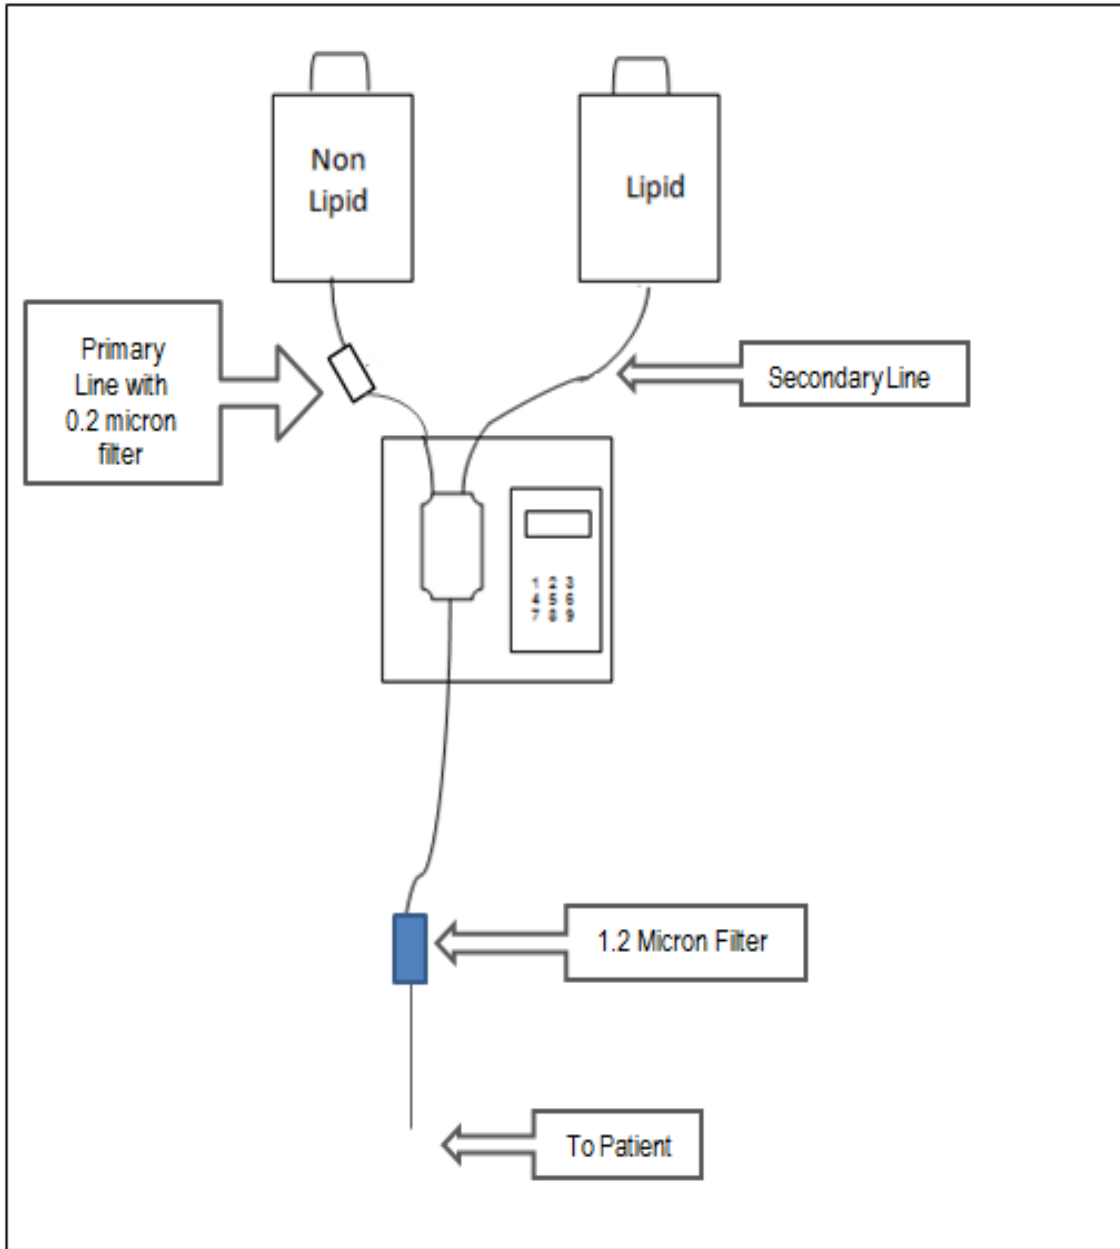 Non
Lipid
Lipid
Primary
Line with
0.2 micron
filter
Secondary Line
1 2 3
4 5 6
7 8 9
1.2 Micron Filter
To Patient